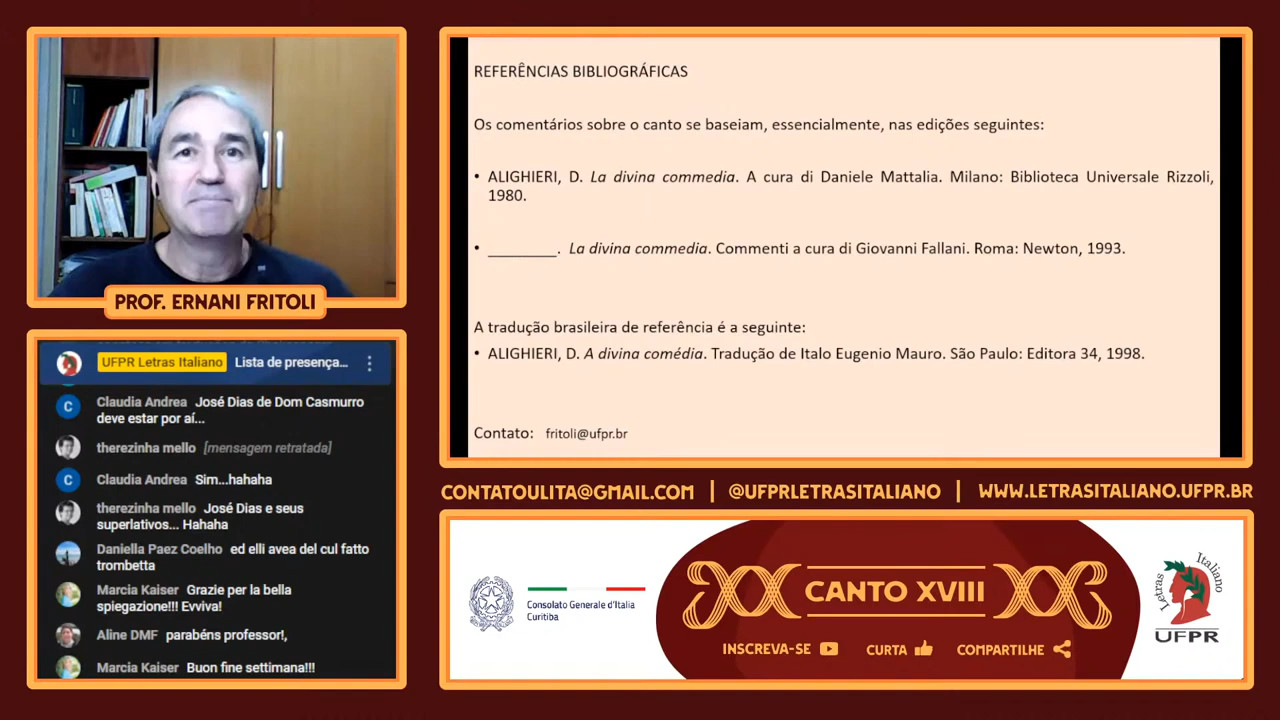 PROF. ERNANI FRITOLI
UFPR Letras Italiano Lista de presença...
Claudia Andrea José Dias de Dom Casmurro
deve estar por aí...
therezinha mello [mensagem retratada]
Claudia Andrea Sim...hahaha
therezinha mello José Dias e seus
superlativos... Hahaha
Daniella Paez Coelho ed elli avea del cul fatto
trombetta
Marcia Kaiser Grazie per la bella
spiegazione!!! Evviva!
Aline DMF parabéns professor!,
Marcia Kaiser Buon fine settimana!!!
REFERÊNCIAS BIBLIOGRÁFICAS
Os comentários sobre o canto se baseiam, essencialmente, nas edições seguintes:
• ALIGHIERI, D. La divina commedia. A cura di Daniele Mattalia. Milano: Biblioteca Universale Rizzoli,
1980.
• ________. La divina commedia. Commenti a cura di Giovanni Fallani. Roma: Newton, 1993.
A tradução brasileira de referência é a seguinte:
• ALIGHIERI, D. A divina comédia. Tradução de Italo Eugenio Mauro. São Paulo: Editora 34, 1998.
Contato: fritoli@ufpr.br
CONTATOULITA@GMAIL.COM | @UFPRLETRASITALIANO | WWW.LETRASITALIANO.UFPR.BR
Consolato Generale d'Italia
Curitiba
CANTO XVIII
INSCREVA-SE CURTA COMPARTILHE
Letras Italiano
UFPR